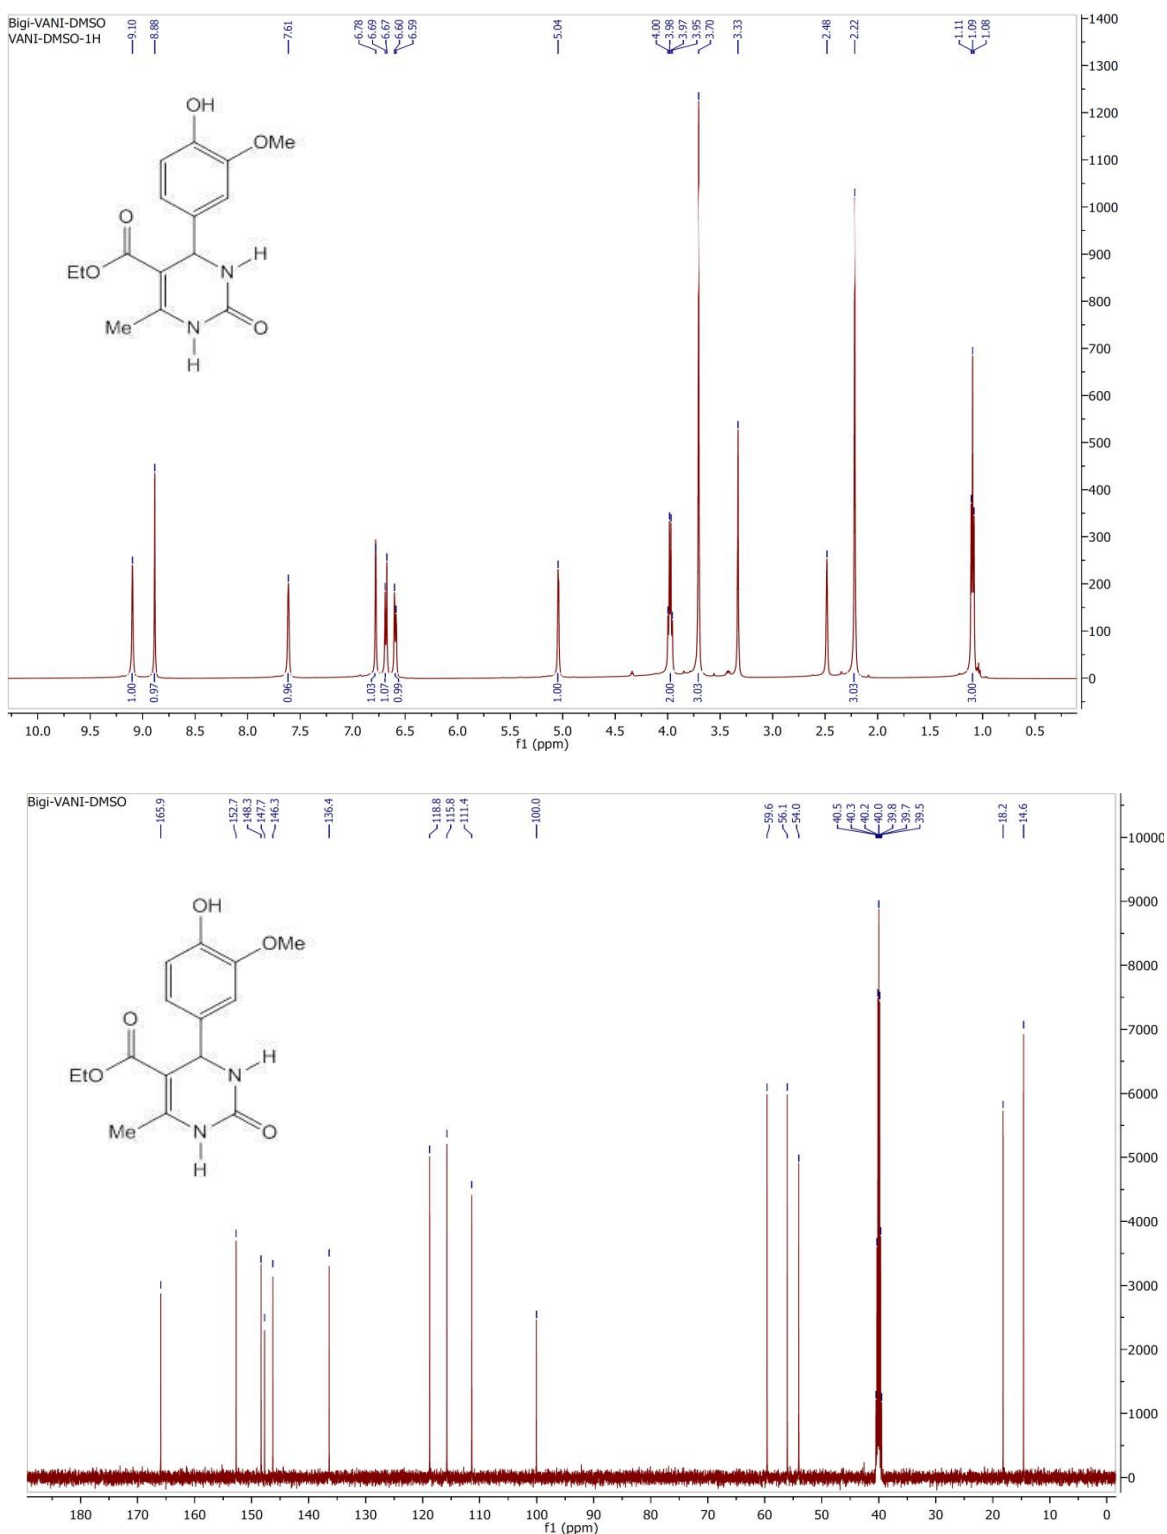 Bigi-VANI-DMSO
VANI-DMSO-1H
9.10 8.88 7.61 6.78 6.69 6.67 6.60 6.59 5.04 4.00 3.98 3.97 3.95 3.70 3.33 2.48 2.22 1.11 1.09 1.08
1400
1300
1200
1100
1000
900
800
700
600
500
400
300
200
100
0
OH
OMe
O
EtO
N H
Me N O
H
1.00 0.97 0.96 1.03 1.07 0.99 1.00 2.00 3.03 3.03 3.00
10.0 9.5 9.0 8.5 8.0 7.5 7.0 6.5 6.0 5.5 5.0 4.5 4.0 3.5 3.0 2.5 2.0 1.5 1.0 0.5
f1 (ppm)
Bigi-VANI-DMSO
165.9 152.7 148.3 147.7 146.3 136.4 118.8 115.8 111.4 100.0 59.6 56.1 54.0 40.5 40.3 40.2 40.0 39.8 39.7 39.5 18.2 14.6
10000
9000
8000
7000
6000
5000
4000
3000
2000
1000
0
OH
OMe
O
EtO
N H
Me N O
H
180 170 160 150 140 130 120 110 100 90 80 70 60 50 40 30 20 10 0
f1 (ppm)